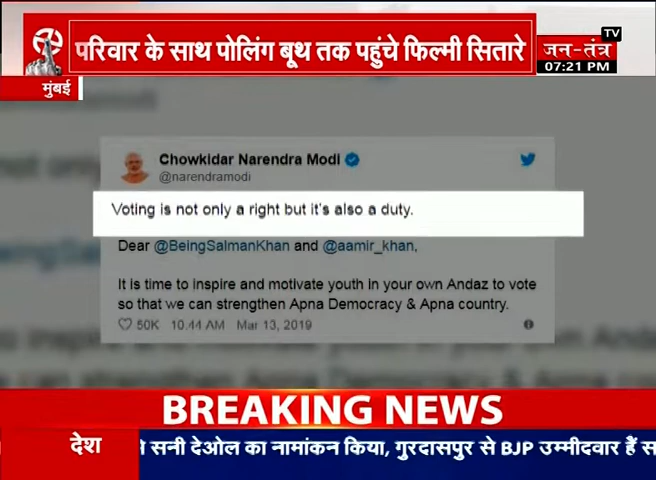 परिवार के साथ पोलिंग बूथ तक पहुंचे फिल्मी सितारे
जन-तंत्र TV
07:21 PM
मुंबई
Chowkidar Narendra Modi
@narendramodi
Voting is not only a right but it's also a duty.
Dear @BeingSalmanKhan and @aamir_khan,
It is time to inspire and motivate youth in your own Andaz to vote
so that we can strengthen Apna Democracy & Apna country.
50K 10:44 AM Mar 13, 2019
BREAKING NEWS
देश
ने सनी देओल का नामांकन किया, गुरदासपुर से BJP उम्मीदवार हैं